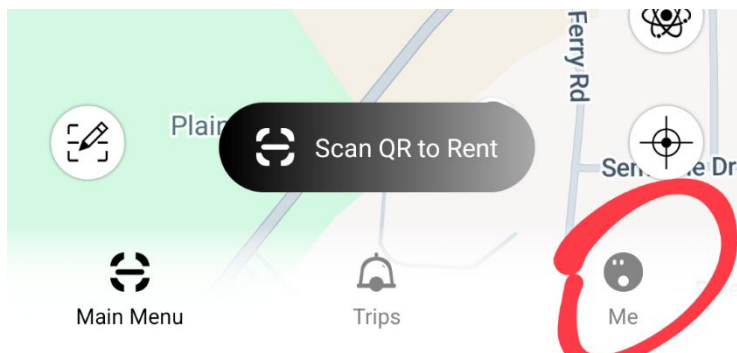 Ferry Rd
Plain
Scan QR to Rent
Main Menu
Trips
Me